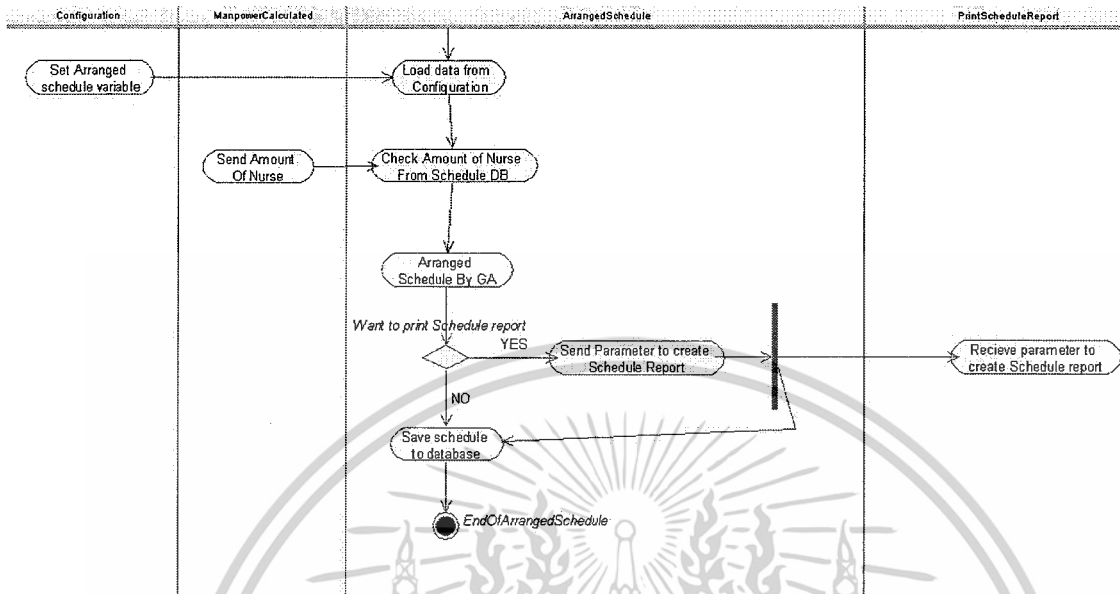 Configuration
ManpowerCalculated
ArrangedSchedule
PrintScheduleReport
Set Arranged
schedule variable
Load data from
Configuration
Send Amount
Of Nurse
Check Amount of Nurse
From Schedule DB
Arranged
Schedule By GA
Want to print Schedule report
YES
Send Parameter to create
Schedule Report
Recieve parameter to
create Schedule report
NO
Save schedule
to database
EndOfArrangedSchedule